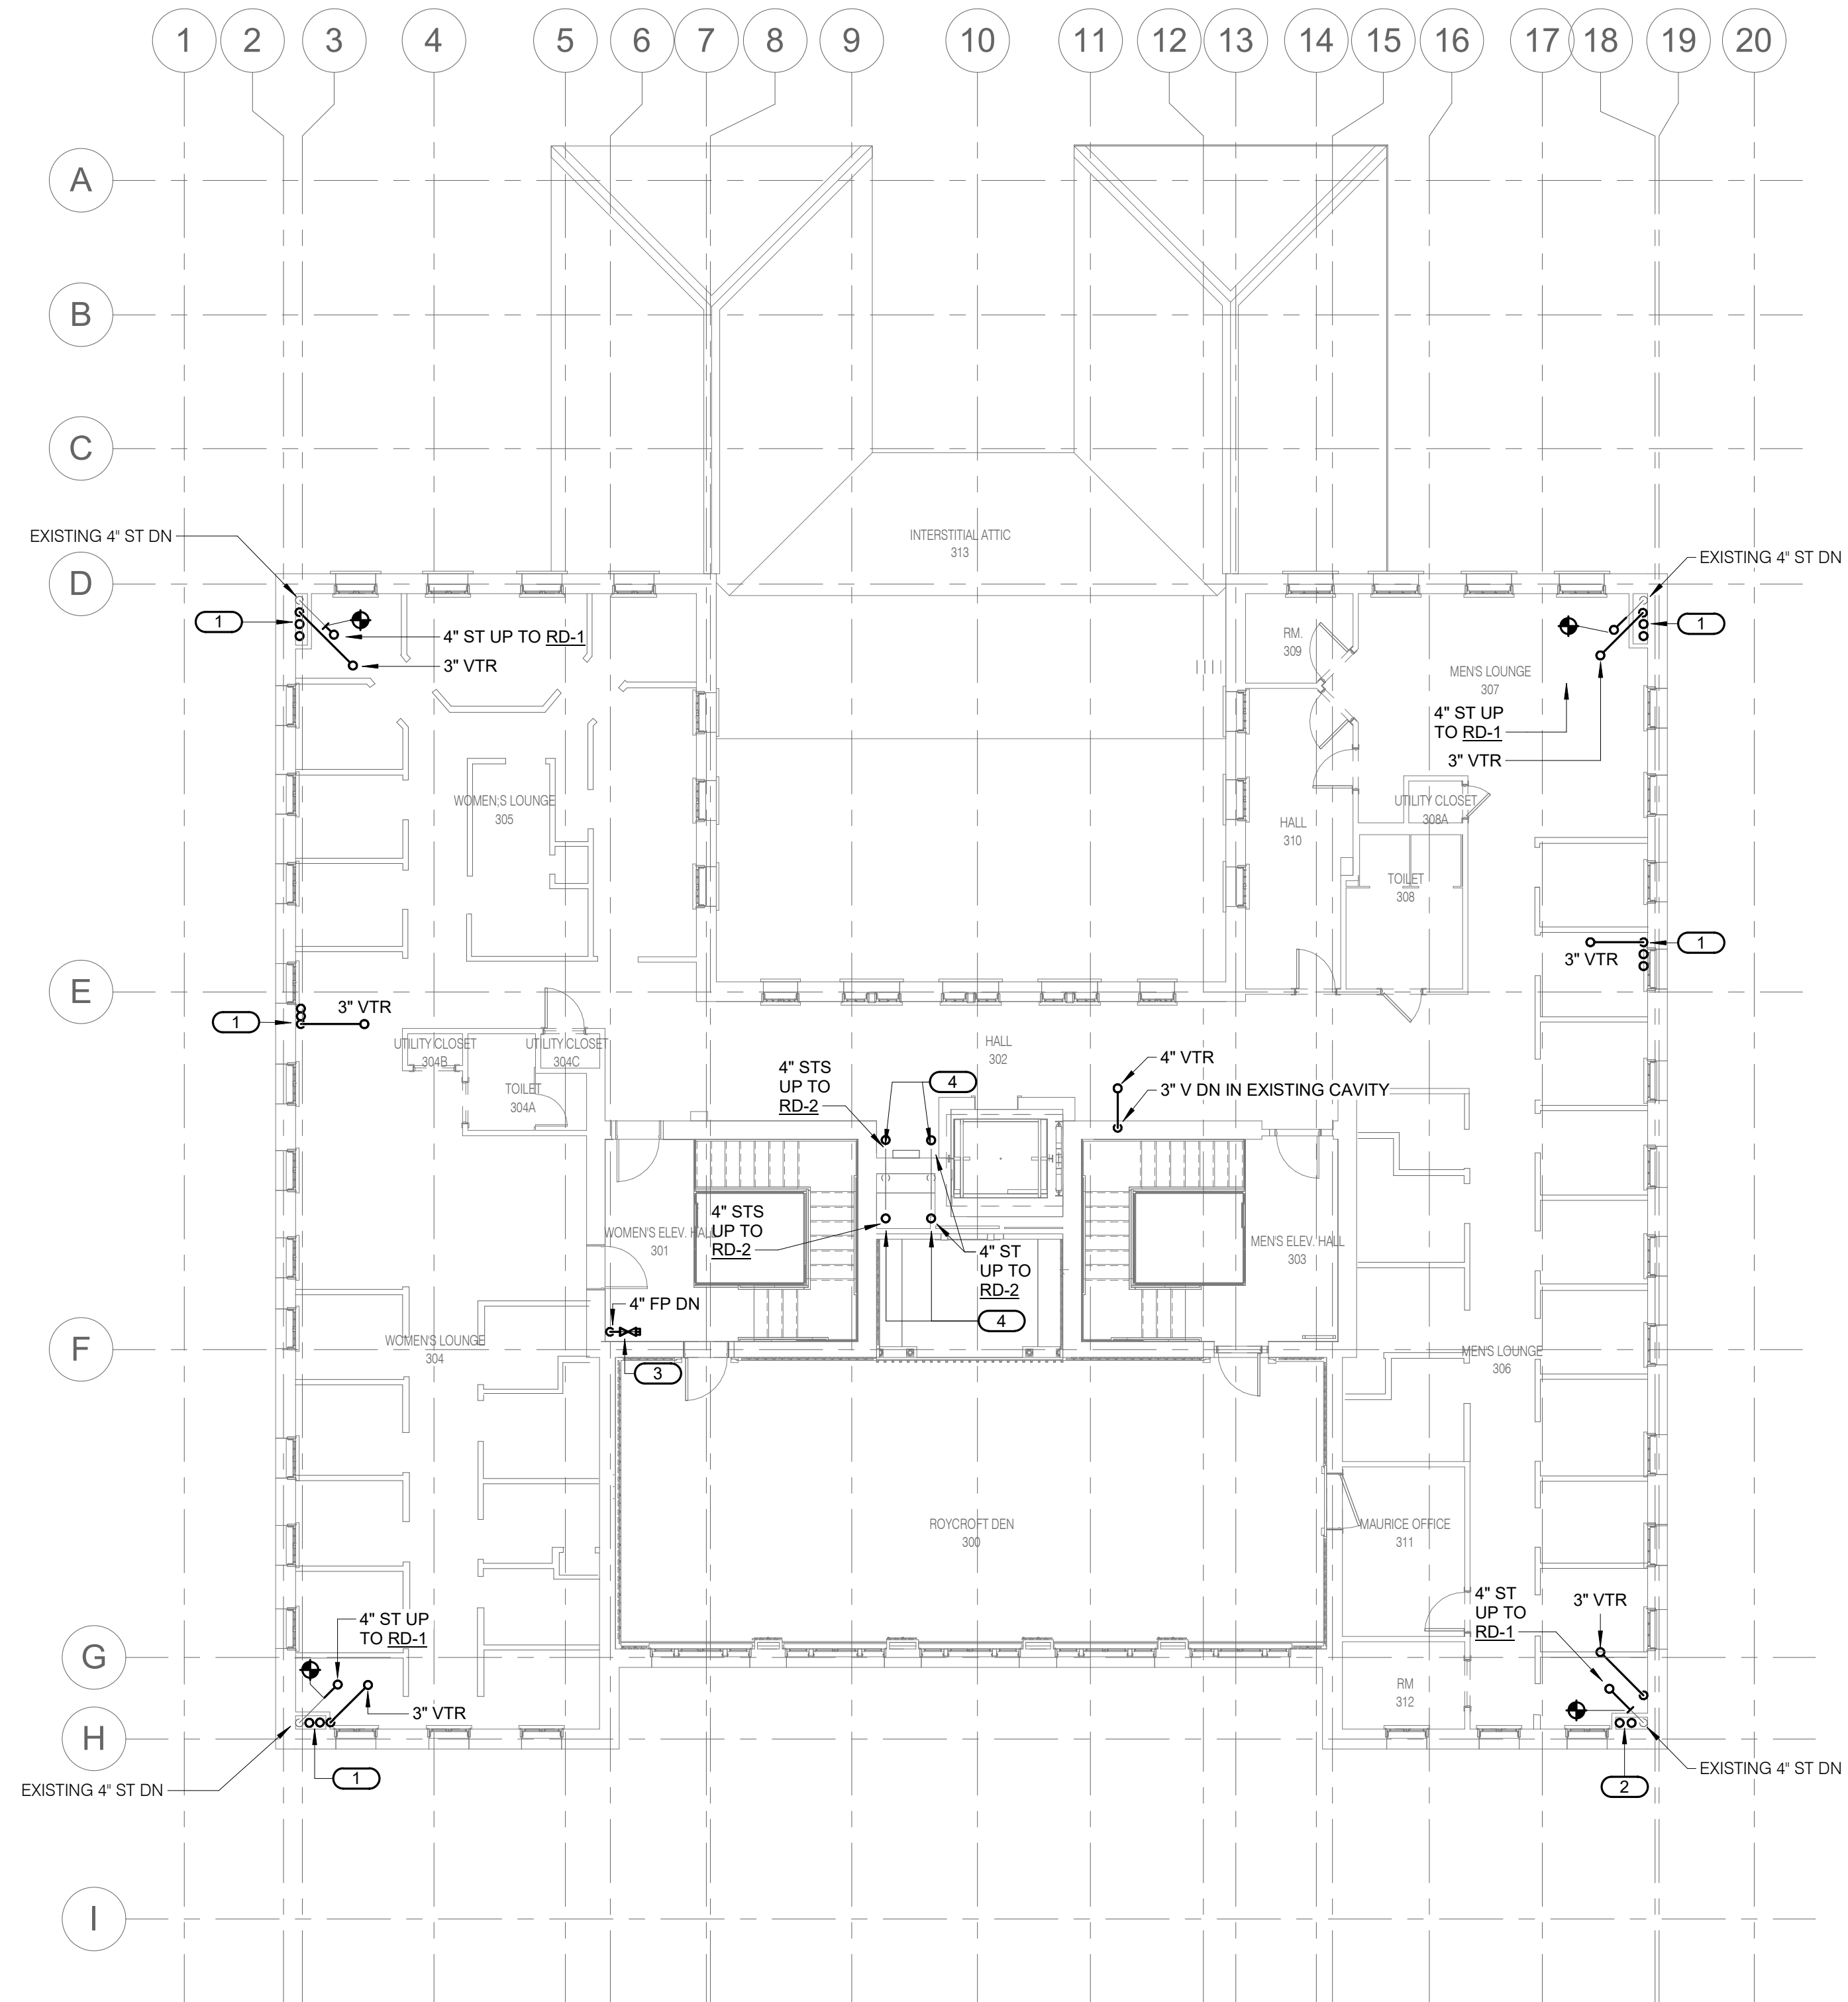 1 2 3 4 5 6 7 8 9 10 11 12 13 14 15 16 17 18 19 20
A
B
C
EXISTING 4" ST DN
INTERSTITIAL ATTIC
313
EXISTING 4" ST DN
D
1
4" ST UP TO RD-1
3" VTR
RM.
309
1
MEN'S LOUNGE
307
4" ST UP
TO RD-1
3" VTR
WOMEN;S LOUNGE
305
UTILITY CLOSET
308A
HALL
310
TOILET
308
1
3" VTR
E
3" VTR
1
UTILITY CLOSET
304B
UTILITY CLOSET
304C
TOILET
304A
HALL
302
4" STS
UP TO
RD-2
4
4" VTR
3" V DN IN EXISTING CAVITY
4" STS
UP TO
RD-2
WOMEN'S ELEV. HALL
301
MEN'S ELEV. HALL
303
4" ST
UP TO
RD-2
4
4" FP DN
F
WOMEN'S LOUNGE
304
3
MEN'S LOUNGE
306
ROYCROFT DEN
300
MAURICE OFFICE
311
4" ST UP
TO RD-1
4" ST
UP TO
RD-1
3" VTR
G
3" VTR
RM
312
H
1
EXISTING 4" ST DN
2
EXISTING 4" ST DN
I